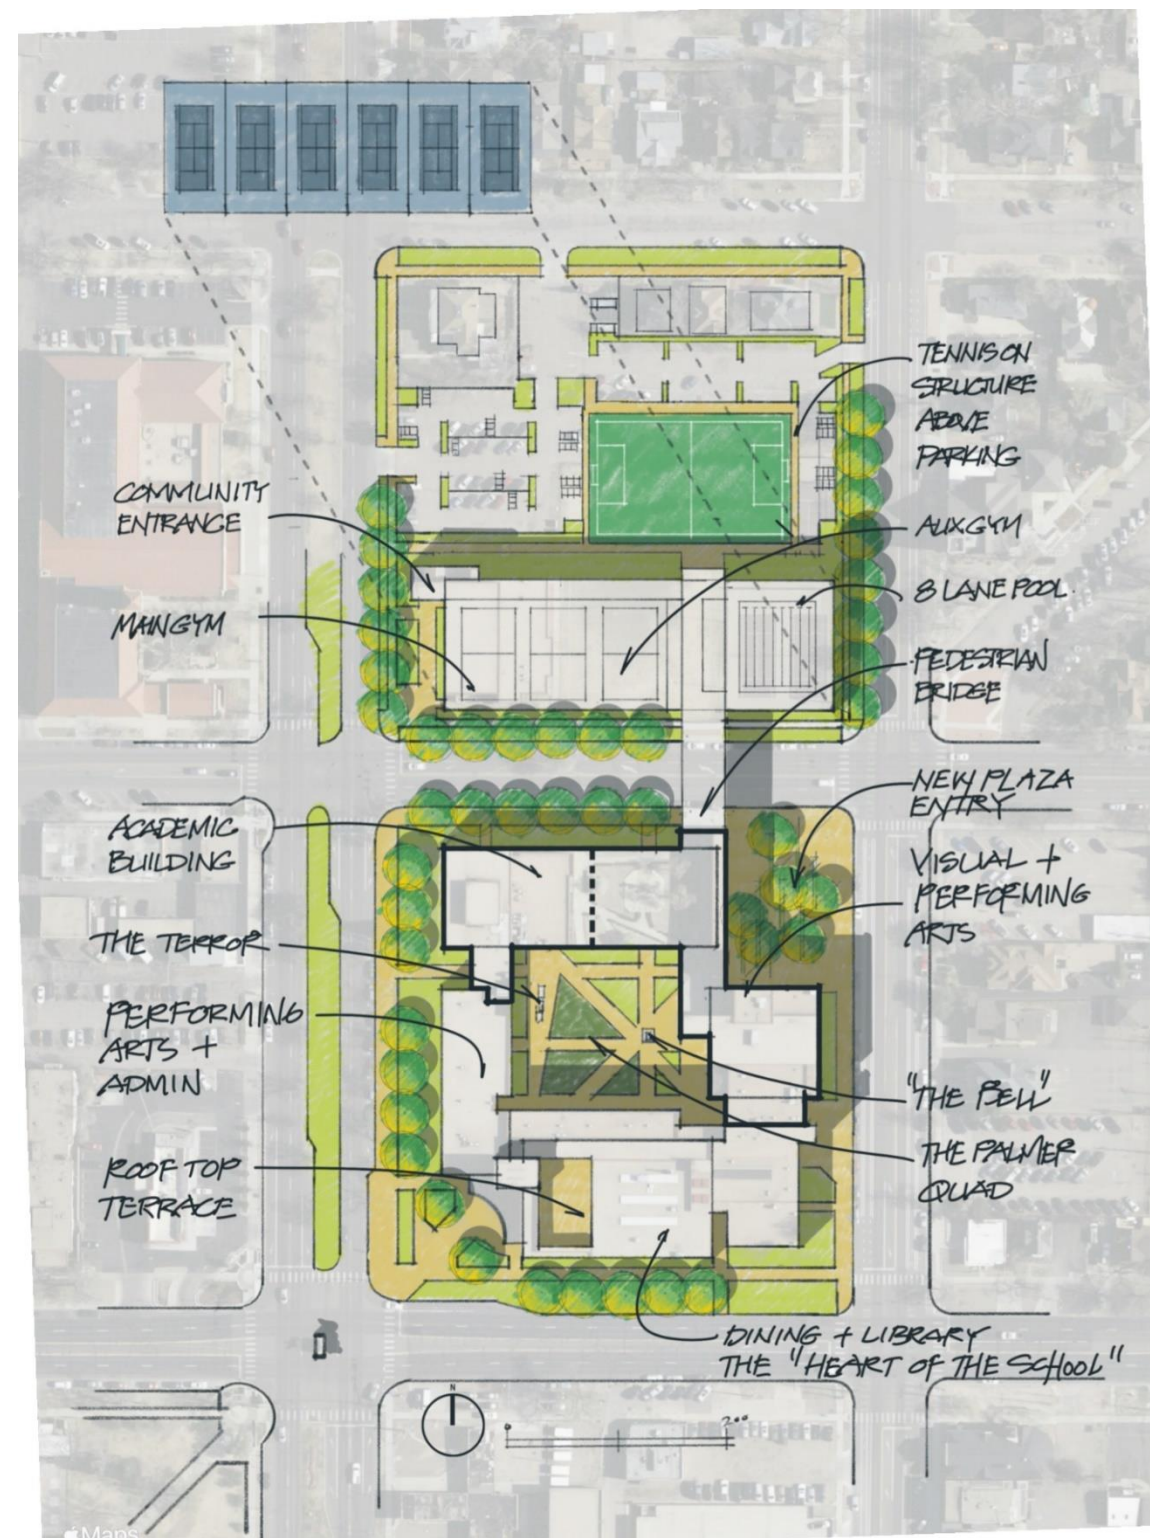 TENNIS ON
STRUCTURE
ABOVE
PARKING
COMMUNITY
ENTRANCE
AUX GYM
8 LANE POOL
MAIN GYM
PEDESTRIAN
BRIDGE
NEW PLAZA
ENTRY
ACADEMIC
BUILDING
VISUAL +
PERFORMING
ARTS
THE TERROR
PERFORMING
ARTS +
ADMIN
"THE BELL"
THE PALMER
QUAD
ROOF TOP
TERRACE
DINING + LIBRARY
THE "HEART OF THE SCHOOL"
N
0
200
Maps